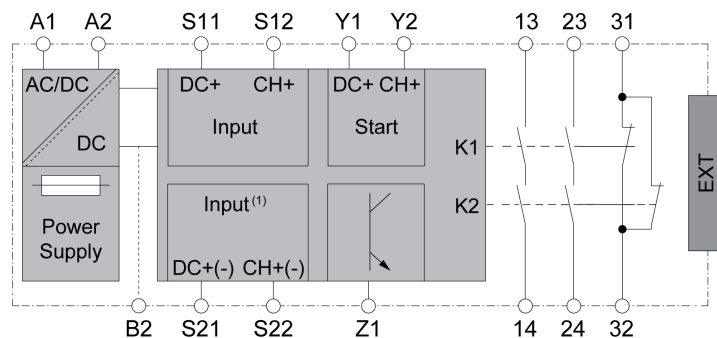 A1 A2 S11 S12 Y1 Y2 13 23 31
AC/DC DC+ CH+ DC+ CH+
Input Start
DC
K1
EXT
Input(1)
K2
Power
Supply
DC+(-) CH+(-)
B2 S21 S22 Z1 14 24 32